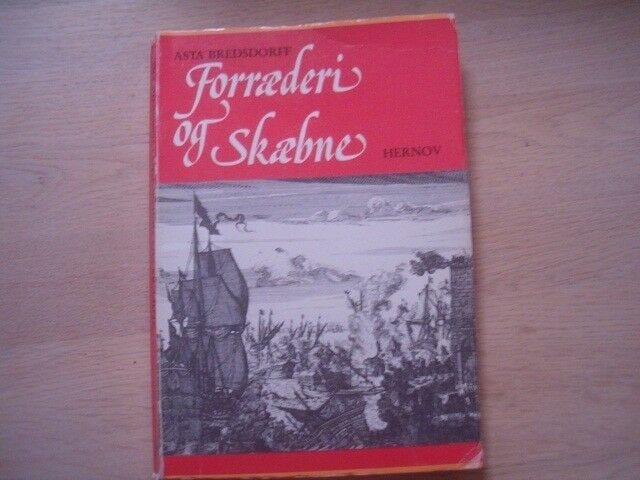 ASTA BREDSDORFF
Forræderi
og Skæbne
HERNOV